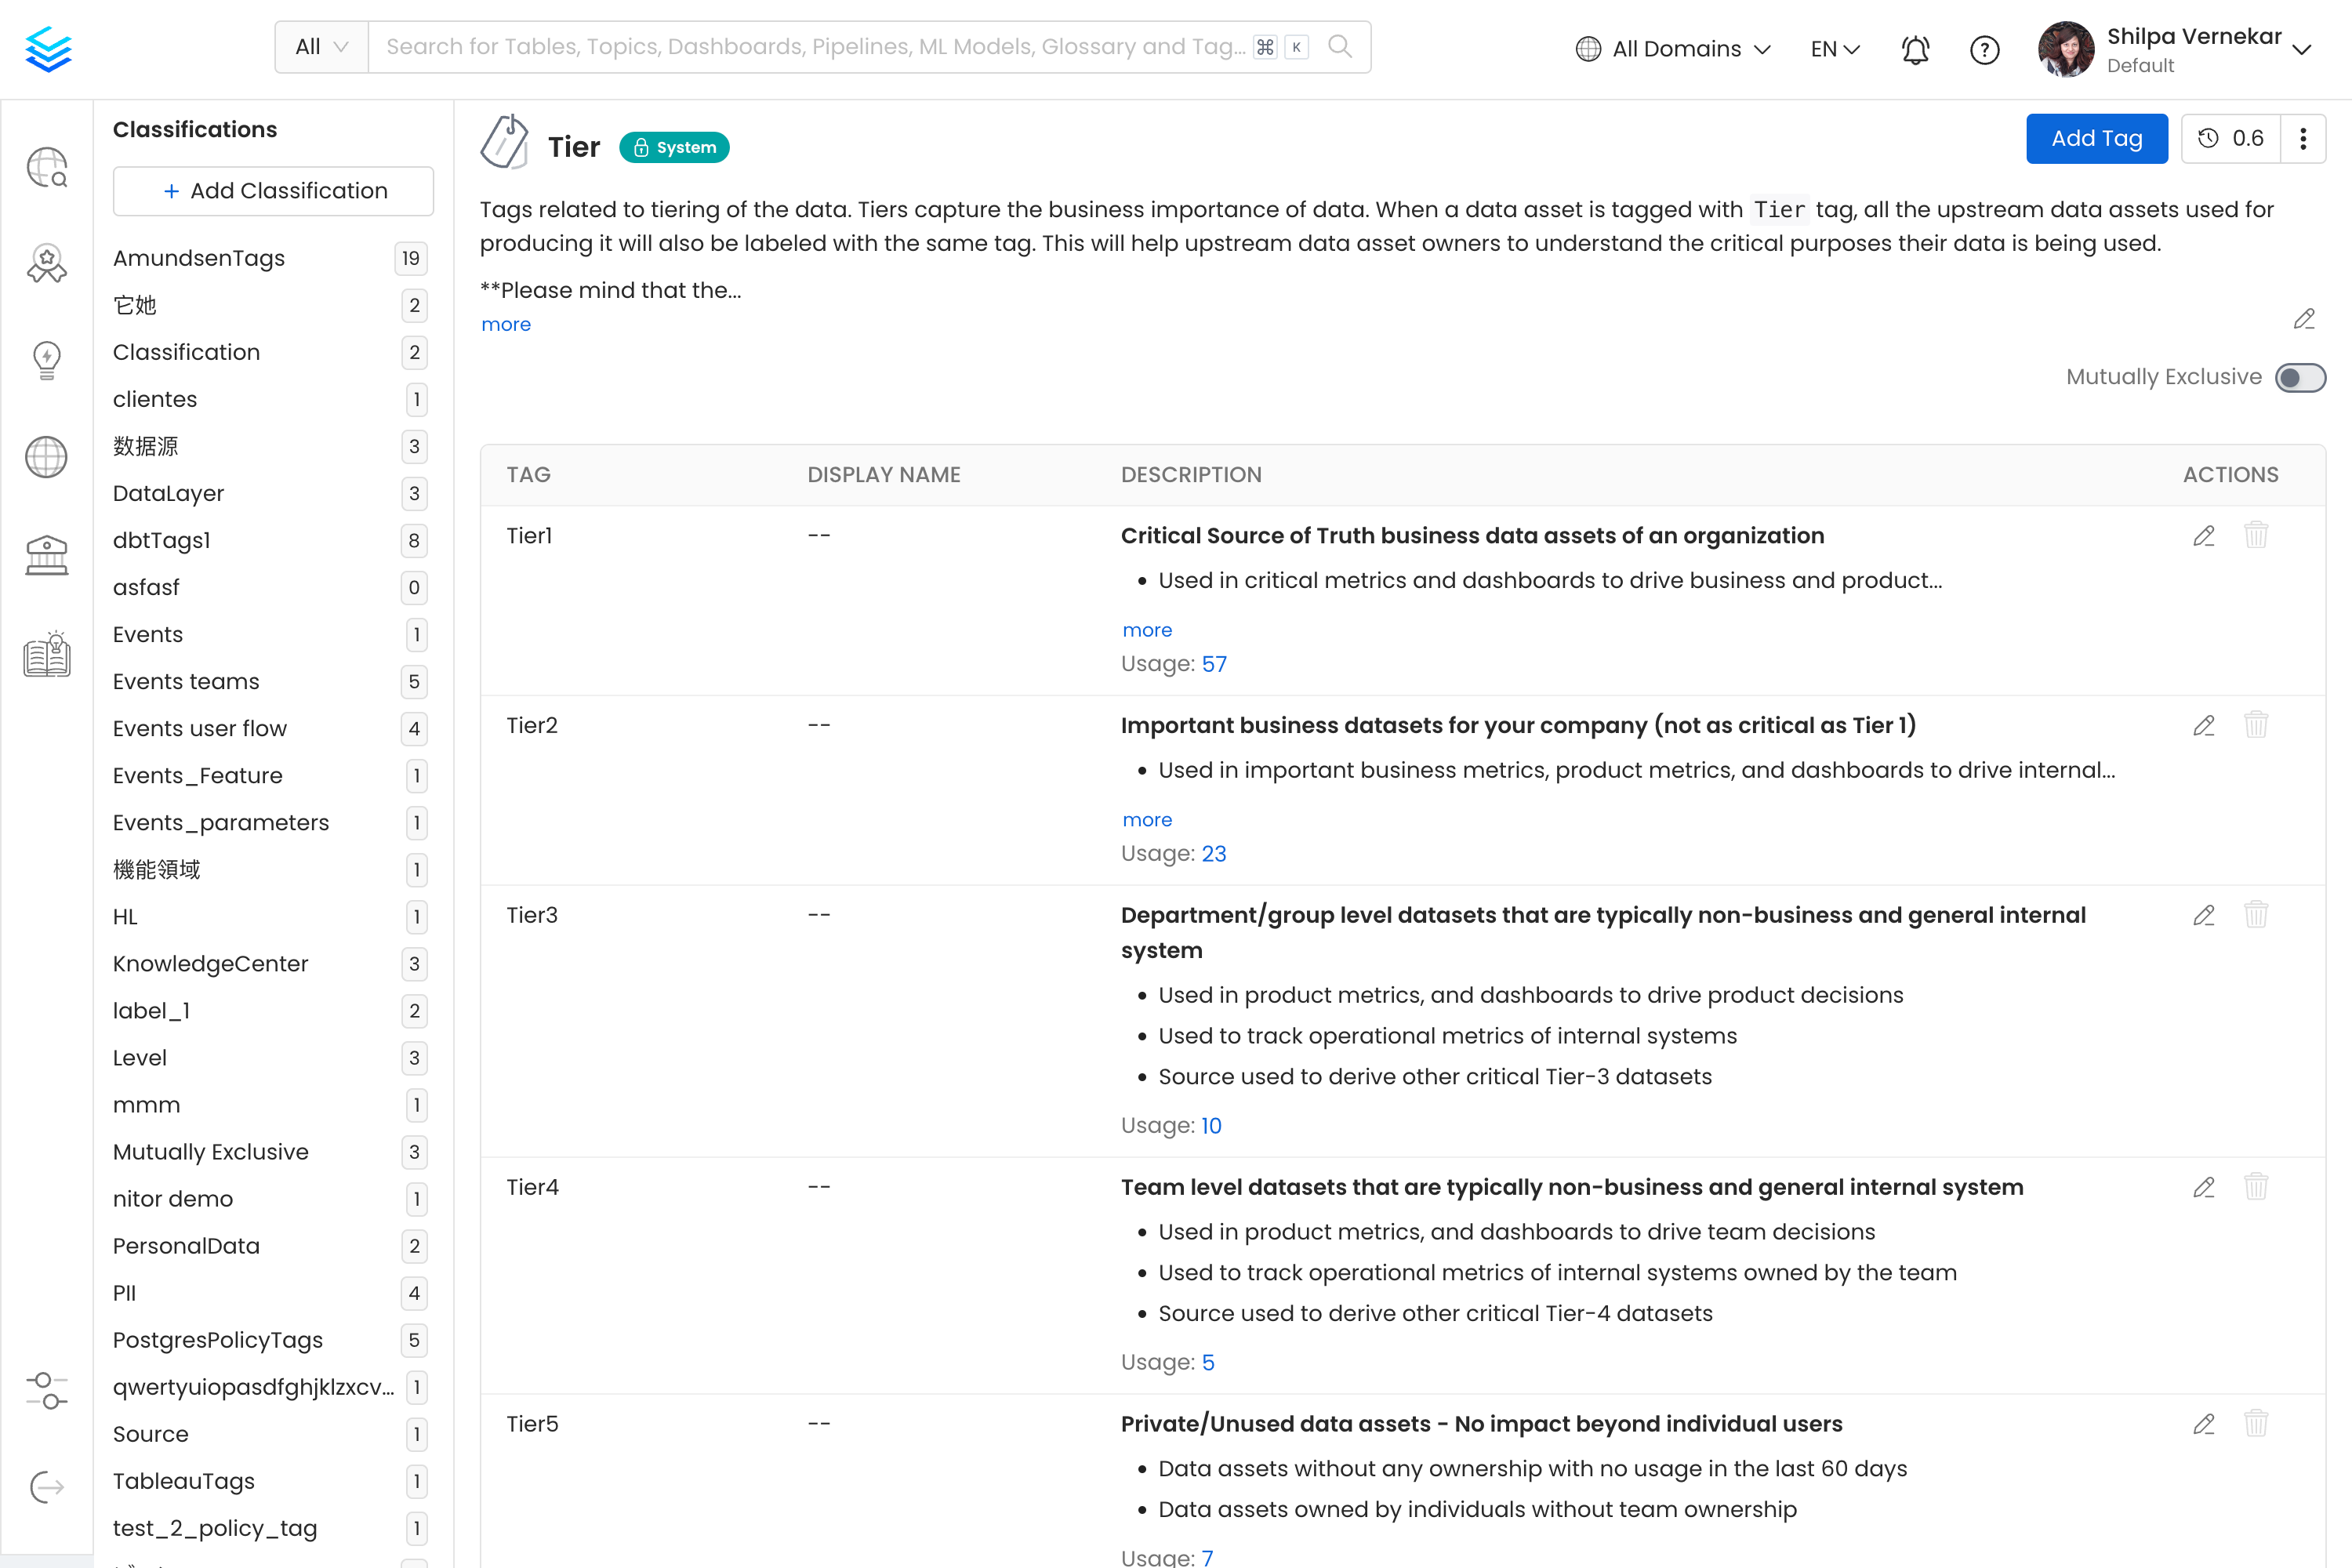 All
Search for Tables, Topics, Dashboards, Pipelines, ML Models, Glossary and Tag...
⌘ K
All Domains
EN
Shilpa Vernekar
Default
Classifications
+ Add Classification
AmundsenTags 19
它她 2
Classification 2
clientes 1
数据源 3
DataLayer 3
dbtTags1 8
asfasf 0
Events 1
Events teams 5
Events user flow 4
Events_Feature 1
Events_parameters 1
機能領域 1
HL 1
KnowledgeCenter 3
label_1 2
Level 3
mmm 1
Mutually Exclusive 3
nitor demo 1
PersonalData 2
PII 4
PostgresPolicyTags 5
qwertyuiopasdfghjklzxcv... 1
Source 1
TableauTags 1
test_2_policy_tag 1
Tier
System
Add Tag
0.6
Tags related to tiering of the data. Tiers capture the business importance of data. When a data asset is tagged with Tier tag, all the upstream data assets used for
producing it will also be labeled with the same tag. This will help upstream data asset owners to understand the critical purposes their data is being used.
**Please mind that the...
more
Mutually Exclusive
TAG DISPLAY NAME DESCRIPTION ACTIONS
Tier1 -- Critical Source of Truth business data assets of an organization
• Used in critical metrics and dashboards to drive business and product...
more
Usage: 57
Tier2 -- Important business datasets for your company (not as critical as Tier 1)
• Used in important business metrics, product metrics, and dashboards to drive internal...
more
Usage: 23
Tier3 -- Department/group level datasets that are typically non-business and general internal
system
• Used in product metrics, and dashboards to drive product decisions
• Used to track operational metrics of internal systems
• Source used to derive other critical Tier-3 datasets
Usage: 10
Tier4 -- Team level datasets that are typically non-business and general internal system
• Used in product metrics, and dashboards to drive team decisions
• Used to track operational metrics of internal systems owned by the team
• Source used to derive other critical Tier-4 datasets
Usage: 5
Tier5 -- Private/Unused data assets - No impact beyond individual users
• Data assets without any ownership with no usage in the last 60 days
• Data assets owned by individuals without team ownership
Usage: 7